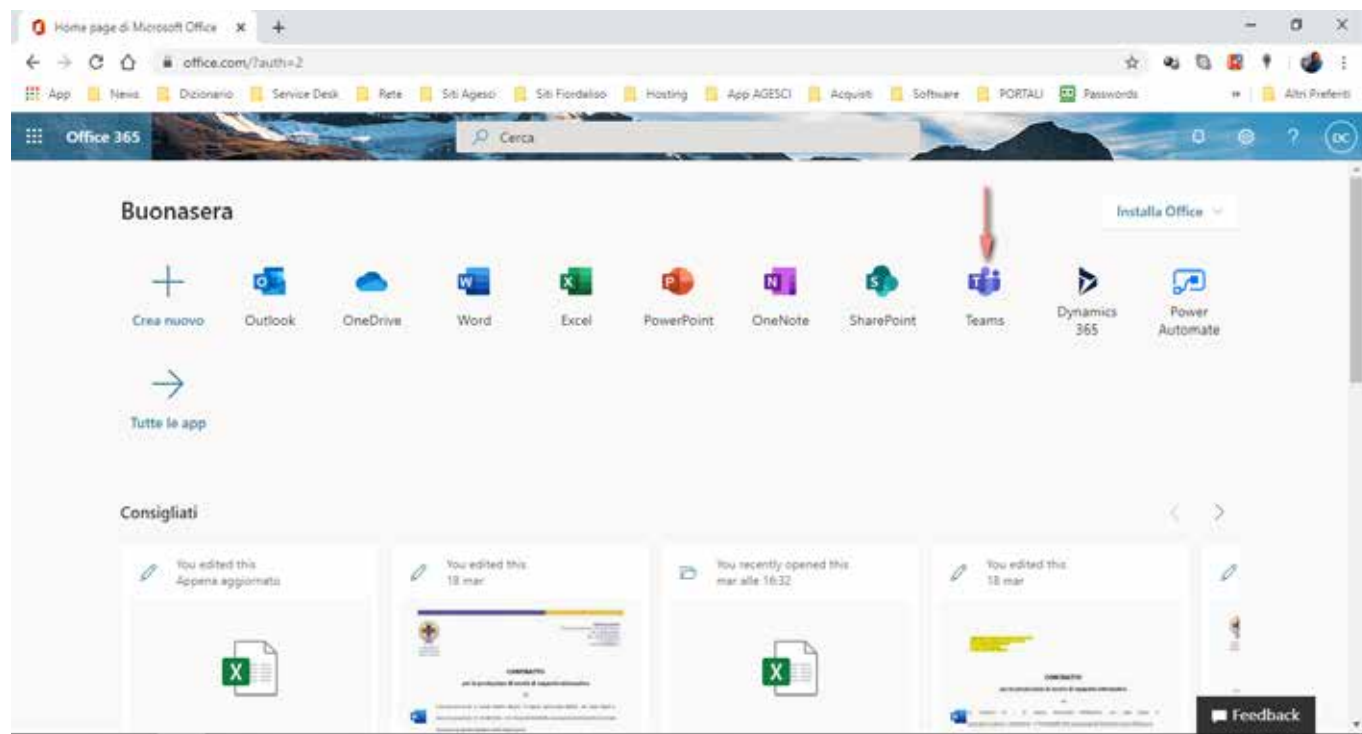 Home page di Microsoft Office
office.com/?auth=2
App News Dizionario Service Desk Rete Siti Agesci Siti Fiordaliso Hosting App AGESCI Acquisti Software PORTALI Passwords » Altri Preferiti
Office 365 Cerca ? DC
Buonasera
Installa Office
Crea nuovo Outlook OneDrive Word Excel PowerPoint OneNote SharePoint Teams Dynamics 365 Power Automate
Tutte le app
Consigliati
You edited this
Appena aggiornato
You edited this
18 mar
You recently opened this
mar alle 16:32
You edited this
18 mar
CONTRATTO
CONTRATTO
Feedback